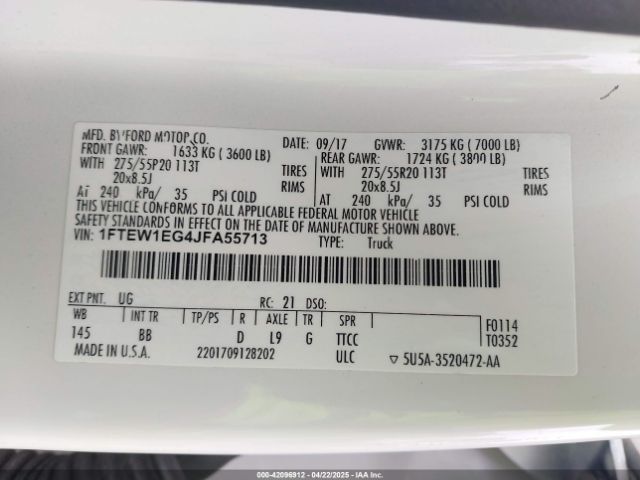 MFD. BY FORD MOTOR CO.
DATE: 09/17 GVWR: 3175 KG (7000 LB)
FRONT GAWR: 1633 KG (3600 LB) REAR GAWR: 1724 KG (3800 LB)
WITH 275/55R20 113T TIRES WITH 275/55R20 113T TIRES
20x8.5J RIMS 20x8.5J RIMS
AT 240 kPa/ 35 PSI COLD AT 240 kPa/ 35 PSI COLD
THIS VEHICLE CONFORMS TO ALL APPLICABLE FEDERAL MOTOR VEHICLE
SAFETY STANDARDS IN EFFECT ON THE DATE OF MANUFACTURE SHOWN ABOVE.
VIN: 1FTEW1EG4JFA55713 TYPE: Truck
EXT PNT. UG RC: 21 DSO:
WB INT TR TP/PS R AXLE TR SPR F0114
145 BB D L9 G TTCC T0352
MADE IN U.S.A. 2201709128202 ULC ▽ 5U5A-3520472-AA
000-42096912 | 04/22/2025 | IAAI.COM